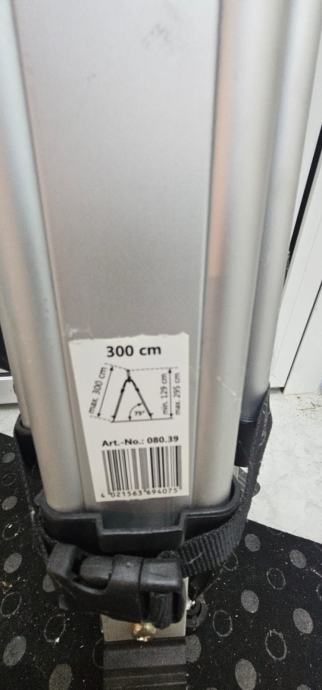 300 cm
max. 300 cm
75°
min. 129 cm
max. 295 cm
Art.-No.: 080.39
4 021563 694075